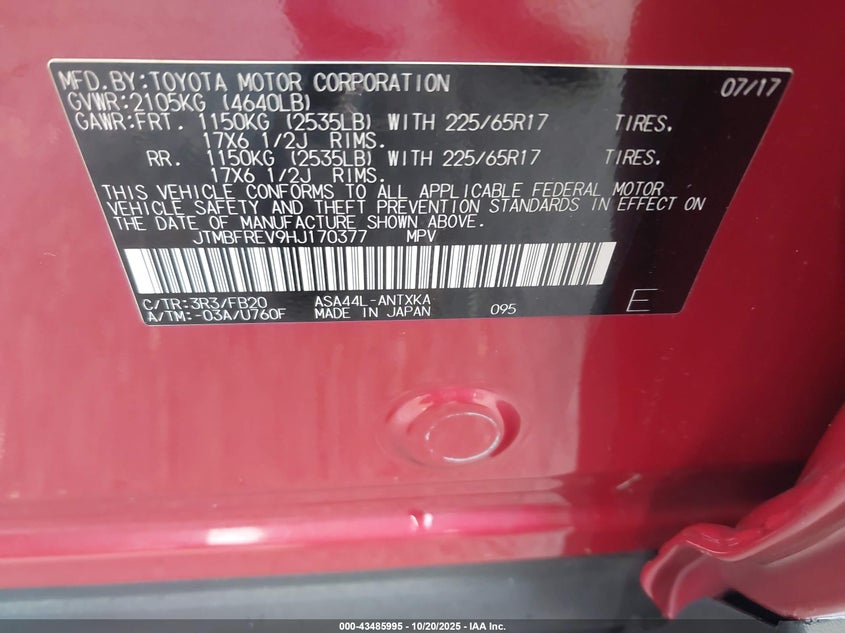 MFD.BY:TOYOTA MOTOR CORPORATION 07/17
GVWR:2105KG (4640LB)
GAWR:FRT. 1150KG (2535LB) WITH 225/65R17 TIRES.
17X6 1/2J RIMS.
RR. 1150KG (2535LB) WITH 225/65R17 TIRES.
17X6 1/2J RIMS.
THIS VEHICLE CONFORMS TO ALL APPLICABLE FEDERAL MOTOR
VEHICLE SAFETY AND THEFT PREVENTION STANDARDS IN EFFECT ON
THE DATE OF MANUFACTURE SHOWN ABOVE.
JTMBFREV9HJ170377 MPV
C/TR:3R3/FB20 ASA44L-ANTXKA
A/TM:-03A/U760F MADE IN JAPAN 095 E
000-43485995 - 10/20/2025 - IAA Inc.